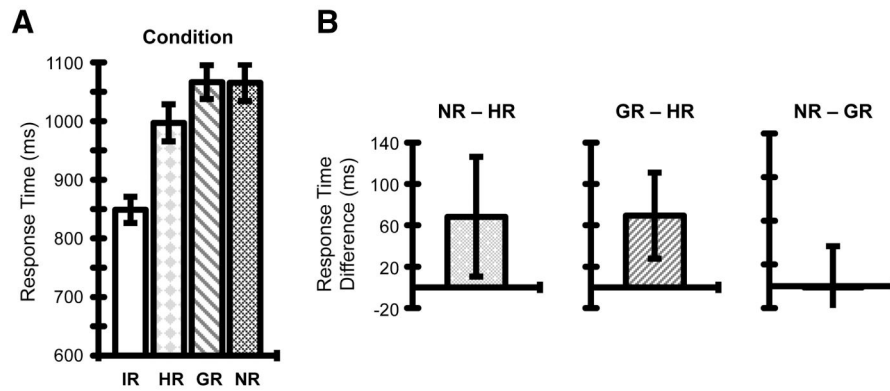 A
Condition
Response Time (ms)
1100
1000
900
800
700
600
IR HR GR NR
B
NR – HR
GR – HR
NR – GR
Response Time
Difference (ms)
140
100
60
20
-20